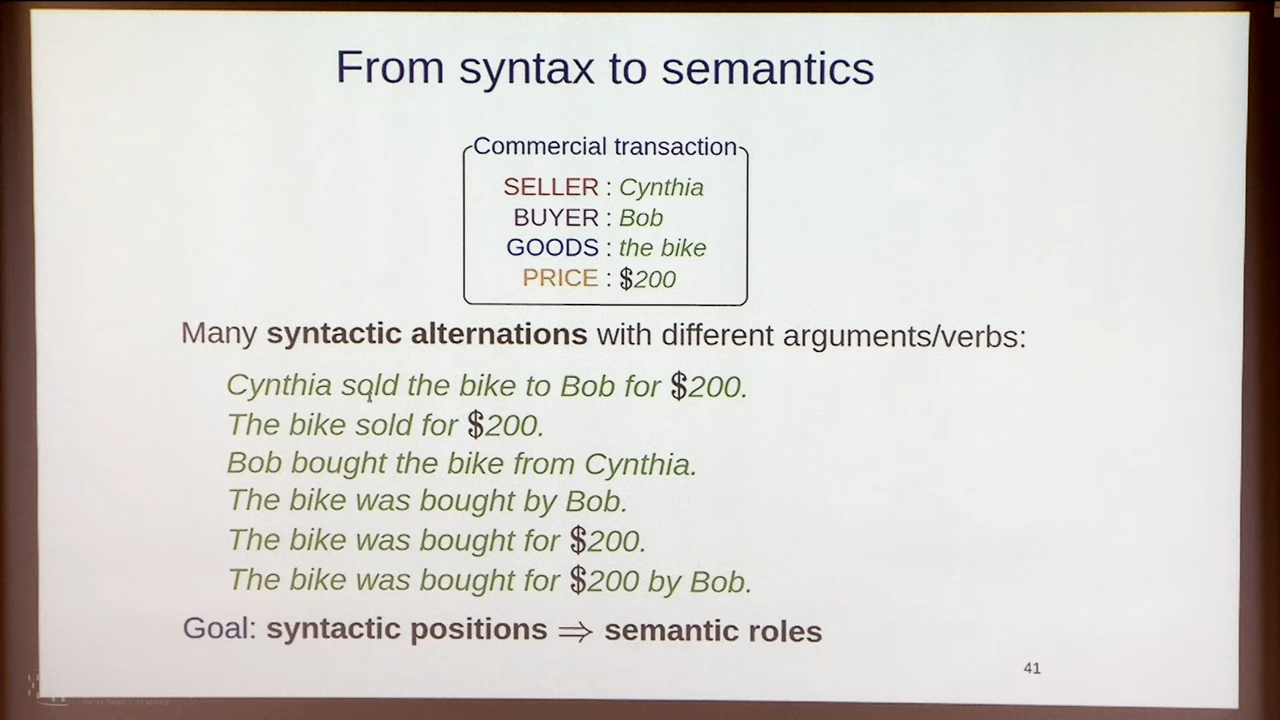 From syntax to semantics
Commercial transaction
SELLER : Cynthia
BUYER : Bob
GOODS : the bike
PRICE : $200
Many syntactic alternations with different arguments/verbs:
Cynthia sold the bike to Bob for $200.
The bike sold for $200.
Bob bought the bike from Cynthia.
The bike was bought by Bob.
The bike was bought for $200.
The bike was bought for $200 by Bob.
Goal: syntactic positions ⇒ semantic roles
41